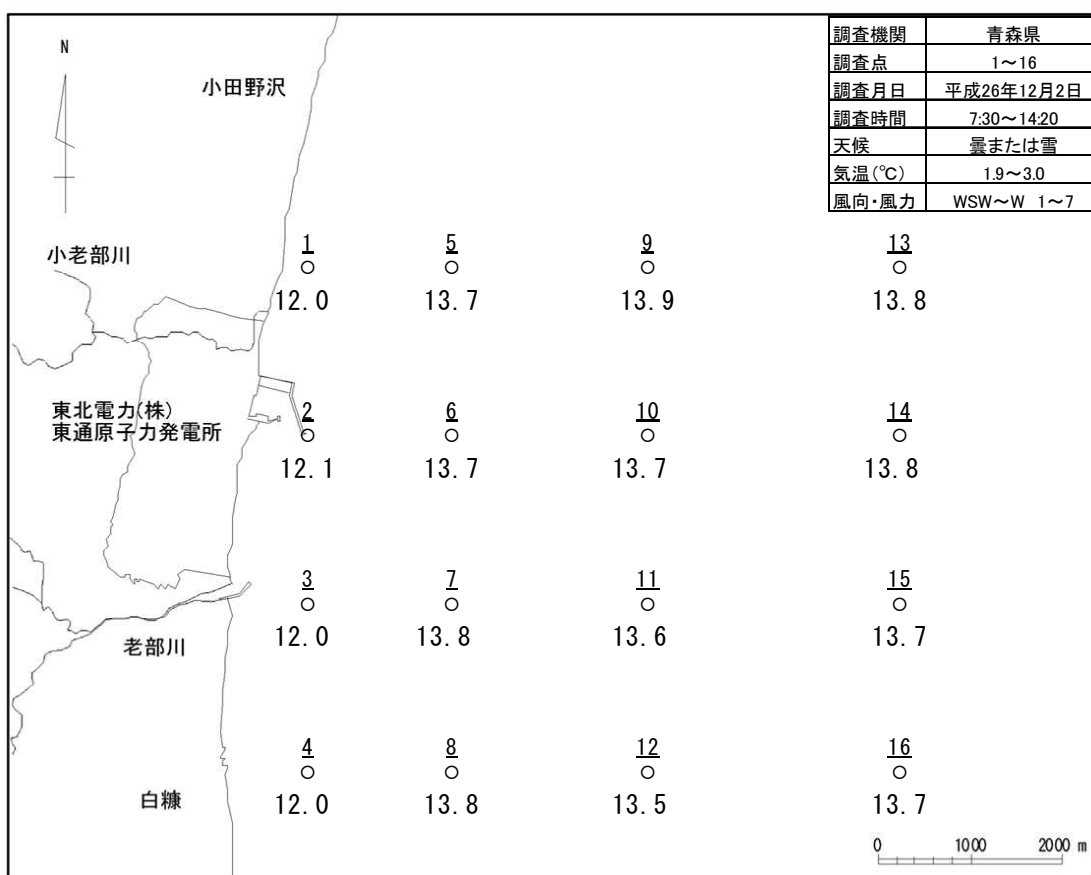 調査機関 青森県
調査点 1～16
調査月日 平成26年12月2日
調査時間 7:30～14:20
天候 曇または雪
気温(℃) 1.9～3.0
風向・風力 WSW～W 1～7
N
小田野沢
小老部川
1 5 9 13
12.0 13.7 13.9 13.8
東北電力(株)
東通原子力発電所
2 6 10 14
12.1 13.7 13.7 13.8
3 7 11 15
12.0 13.8 13.6 13.7
老部川
4 8 12 16
12.0 13.8 13.5 13.7
白糠
0 1000 2000 m